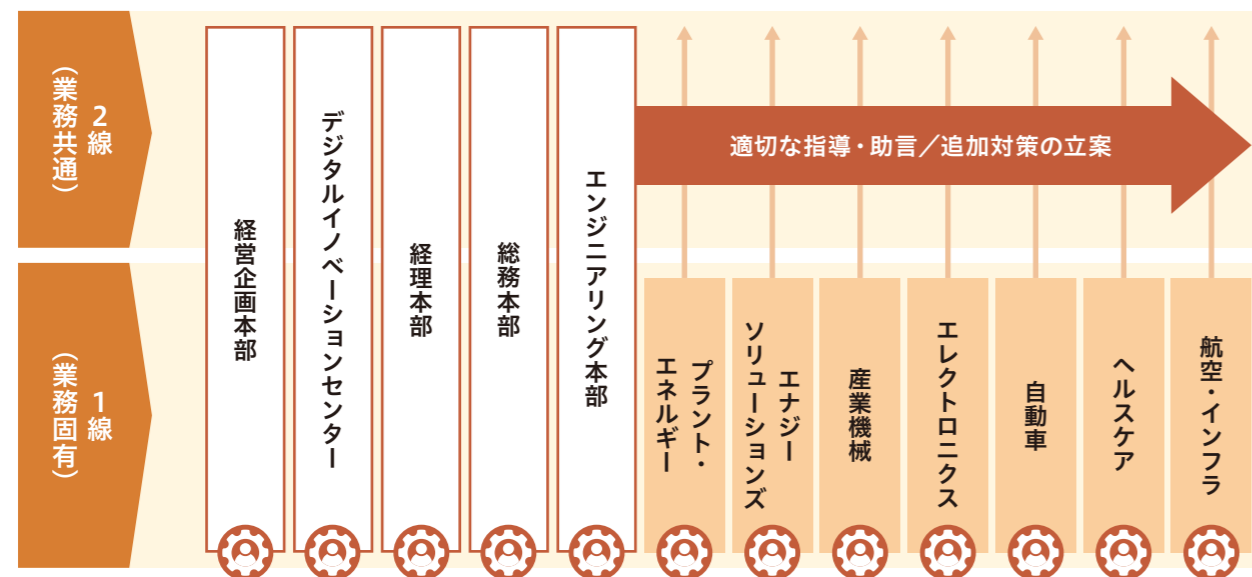 2線
（業務共通）
適切な指導・助言／追加対策の立案
1線
（業務固有）
経営企画本部
デジタルイノベーションセンター
経理本部
総務本部
エンジニアリング本部
プラント・
エネルギー
エナジー
ソリューションズ
産業機械
エレクトロニクス
自動車
ヘルスケア
航空・インフラ